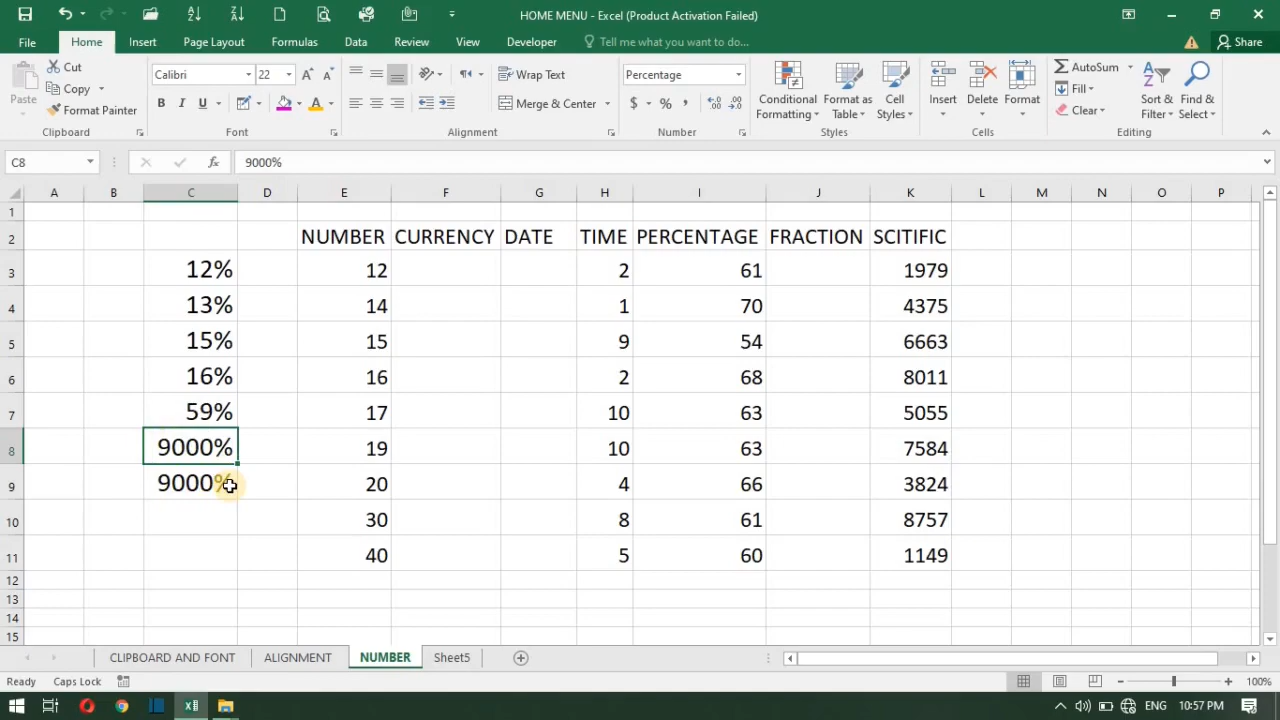 HOME MENU - Excel (Product Activation Failed)
File Home Insert Page Layout Formulas Data Review View Developer Tell me what you want to do... Share
Paste Cut Copy Format Painter Clipboard
Calibri 22 B I U A Font
Wrap Text Merge & Center Alignment
Percentage $ % , Number
Conditional Formatting Format as Table Cell Styles Styles
Insert Delete Format Cells
AutoSum Fill Clear Sort & Filter Find & Select Editing
C8 fx 9000%
A B C D E F G H I J K L M N O P
1
2 NUMBER CURRENCY DATE TIME PERCENTAGE FRACTION SCITIFIC
3 12% 12 2 61 1979
4 13% 14 1 70 4375
5 15% 15 9 54 6663
6 16% 16 2 68 8011
7 59% 17 10 63 5055
8 9000% 19 10 63 7584
9 9000% 20 4 66 3824
10 30 8 61 8757
11 40 5 60 1149
12
13
14
15
CLIPBOARD AND FONT ALIGNMENT NUMBER Sheet5
Ready Caps Lock 100%
ENG 10:57 PM